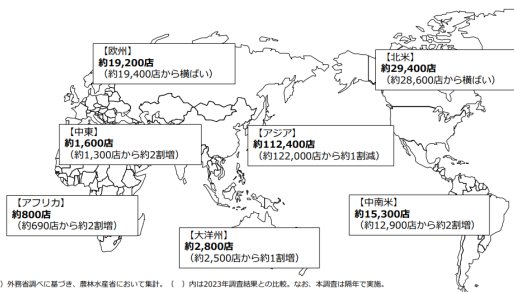 【欧州】
約19,200店
（約19,400店から横ばい）
【北米】
約29,400店
（約28,600店から横ばい）
【中東】
約1,600店
（約1,300店から約2割増）
【アジア】
約112,400店
（約122,000店から約1割減）
【アフリカ】
約800店
（約690店から約2割増）
【大洋州】
約2,800店
（約2,500店から約1割増）
【中南米】
約15,300店
（約12,900店から約2割増）
）外務省調べに基づき、農林水産省において集計。（　）内は2023年調査結果との比較。なお、本調査は隔年で実施。